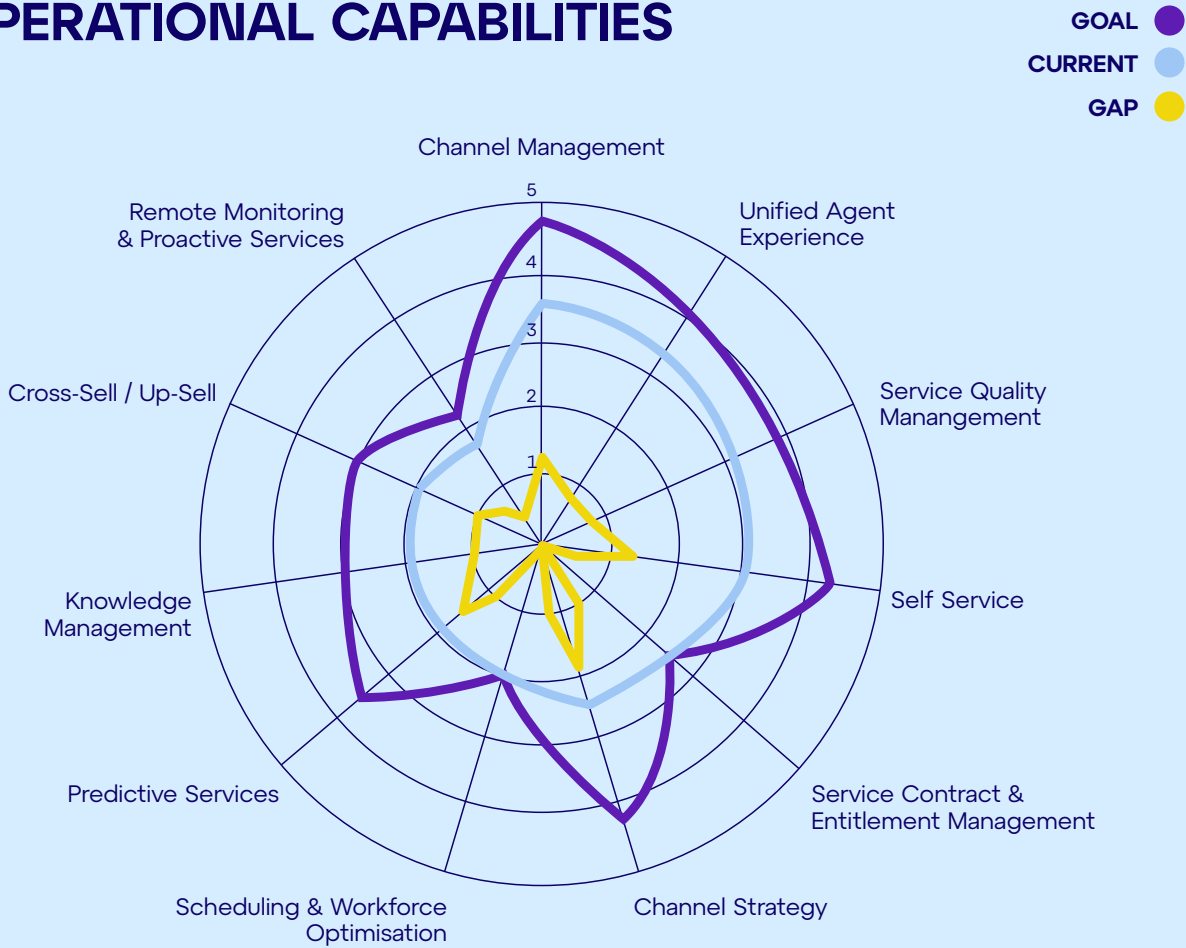 PERATIONAL CAPABILITIES
GOAL
CURRENT
GAP
Channel Management
5
4
3
2
1
Unified Agent
Experience
Service Quality
Manangement
Self Service
Service Contract &
Entitlement Management
Channel Strategy
Scheduling & Workforce
Optimisation
Predictive Services
Knowledge
Management
Cross-Sell / Up-Sell
Remote Monitoring
& Proactive Services